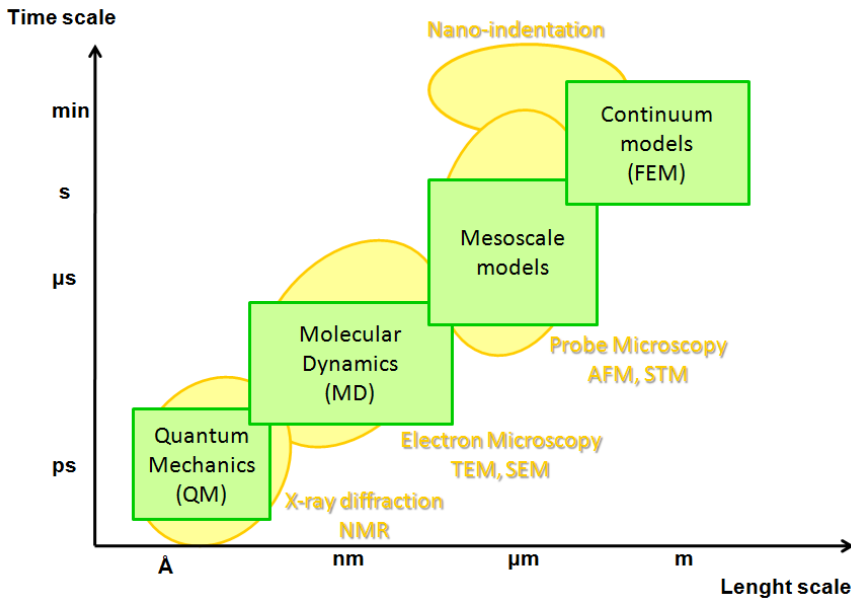 Time scale
Nano-indentation
min
Continuum
models
(FEM)
s
Mesoscale
models
µs
Molecular
Dynamics
(MD)
Probe Microscopy
AFM, STM
Quantum
Mechanics
(QM)
ps
Electron Microscopy
TEM, SEM
X-ray diffraction
NMR
Å
nm
µm
m
Lenght scale